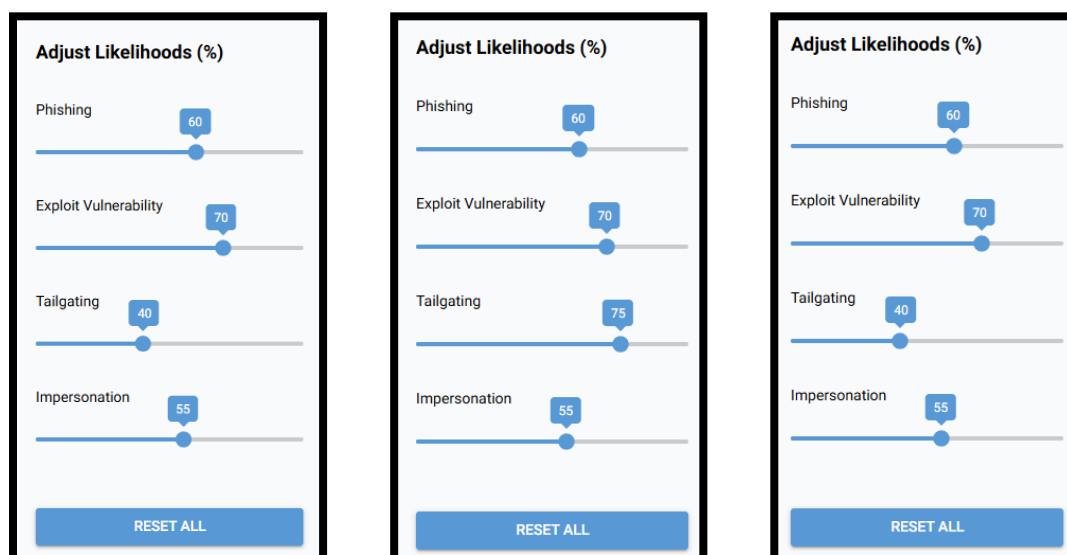 Adjust Likelihoods (%)
Phishing
60
Exploit Vulnerability
70
Tailgating
40
Impersonation
55
RESET ALL
Adjust Likelihoods (%)
Phishing
60
Exploit Vulnerability
70
Tailgating
75
Impersonation
55
RESET ALL
Adjust Likelihoods (%)
Phishing
60
Exploit Vulnerability
70
Tailgating
40
Impersonation
55
RESET ALL